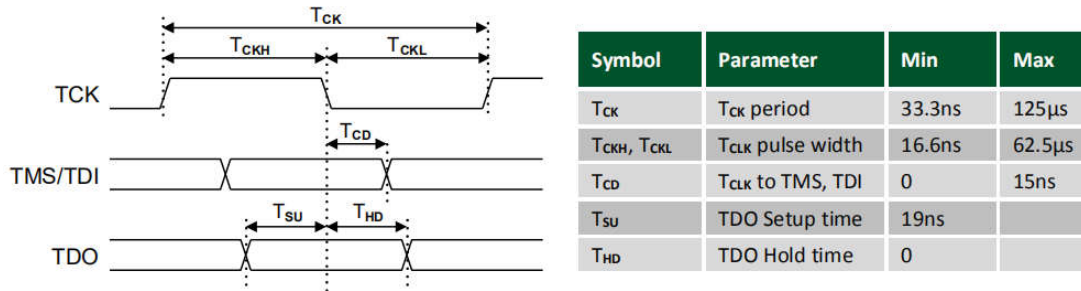 TCK
TCKH
TCKL
TCK
TCD
TMS/TDI
TSU
THD
TDO
Symbol Parameter Min Max
TCK TCK period 33.3ns 125µs
TCKH, TCKL TCLK pulse width 16.6ns 62.5µs
TCD TCLK to TMS, TDI 0 15ns
TSU TDO Setup time 19ns
THD TDO Hold time 0